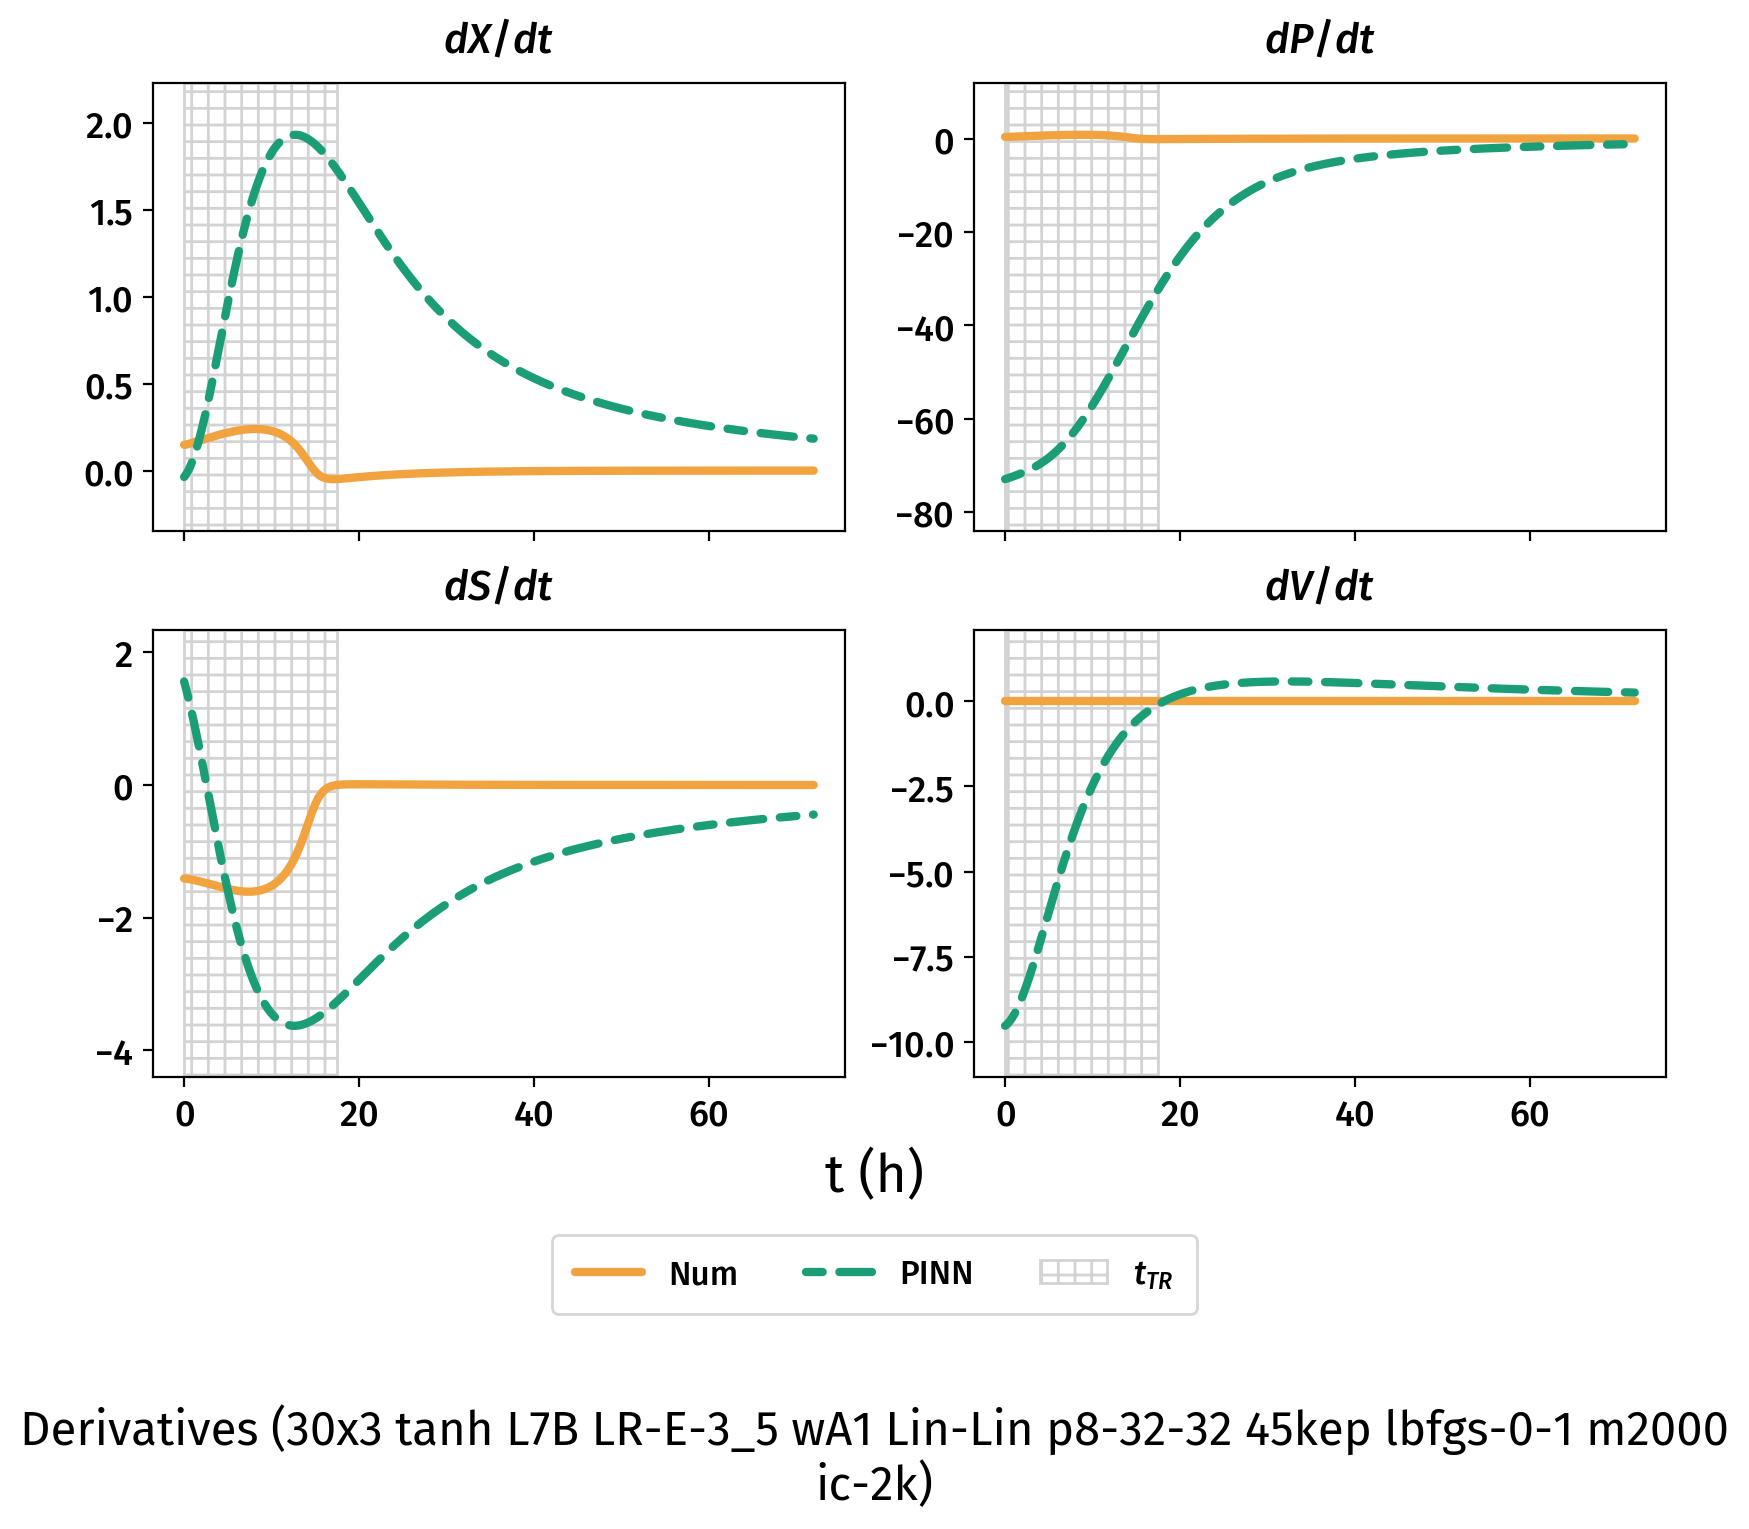 dX/dt
dP/dt
2.0
1.5
1.0
0.5
0.0
0
−20
−40
−60
−80
dS/dt
dV/dt
2
0
−2
−4
0.0
−2.5
−5.0
−7.5
−10.0
0 20 40 60
0 20 40 60
t (h)
Num PINN tTR
Derivatives (30x3 tanh L7B LR-E-3_5 wA1 Lin-Lin p8-32-32 45kep lbfgs-0-1 m2000
ic-2k)